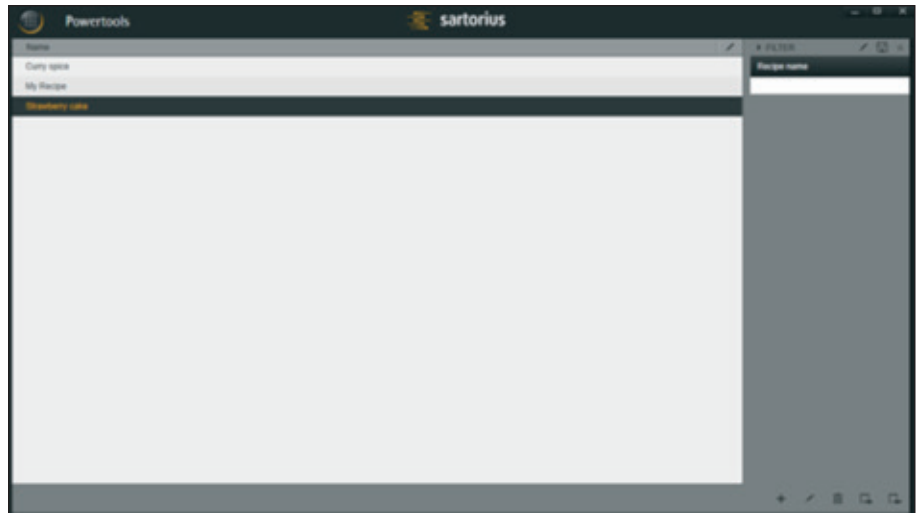 Powertools
sartorius
Name
FILTER
Curry spice
Recipe name
My Recipe
Strawberry cake